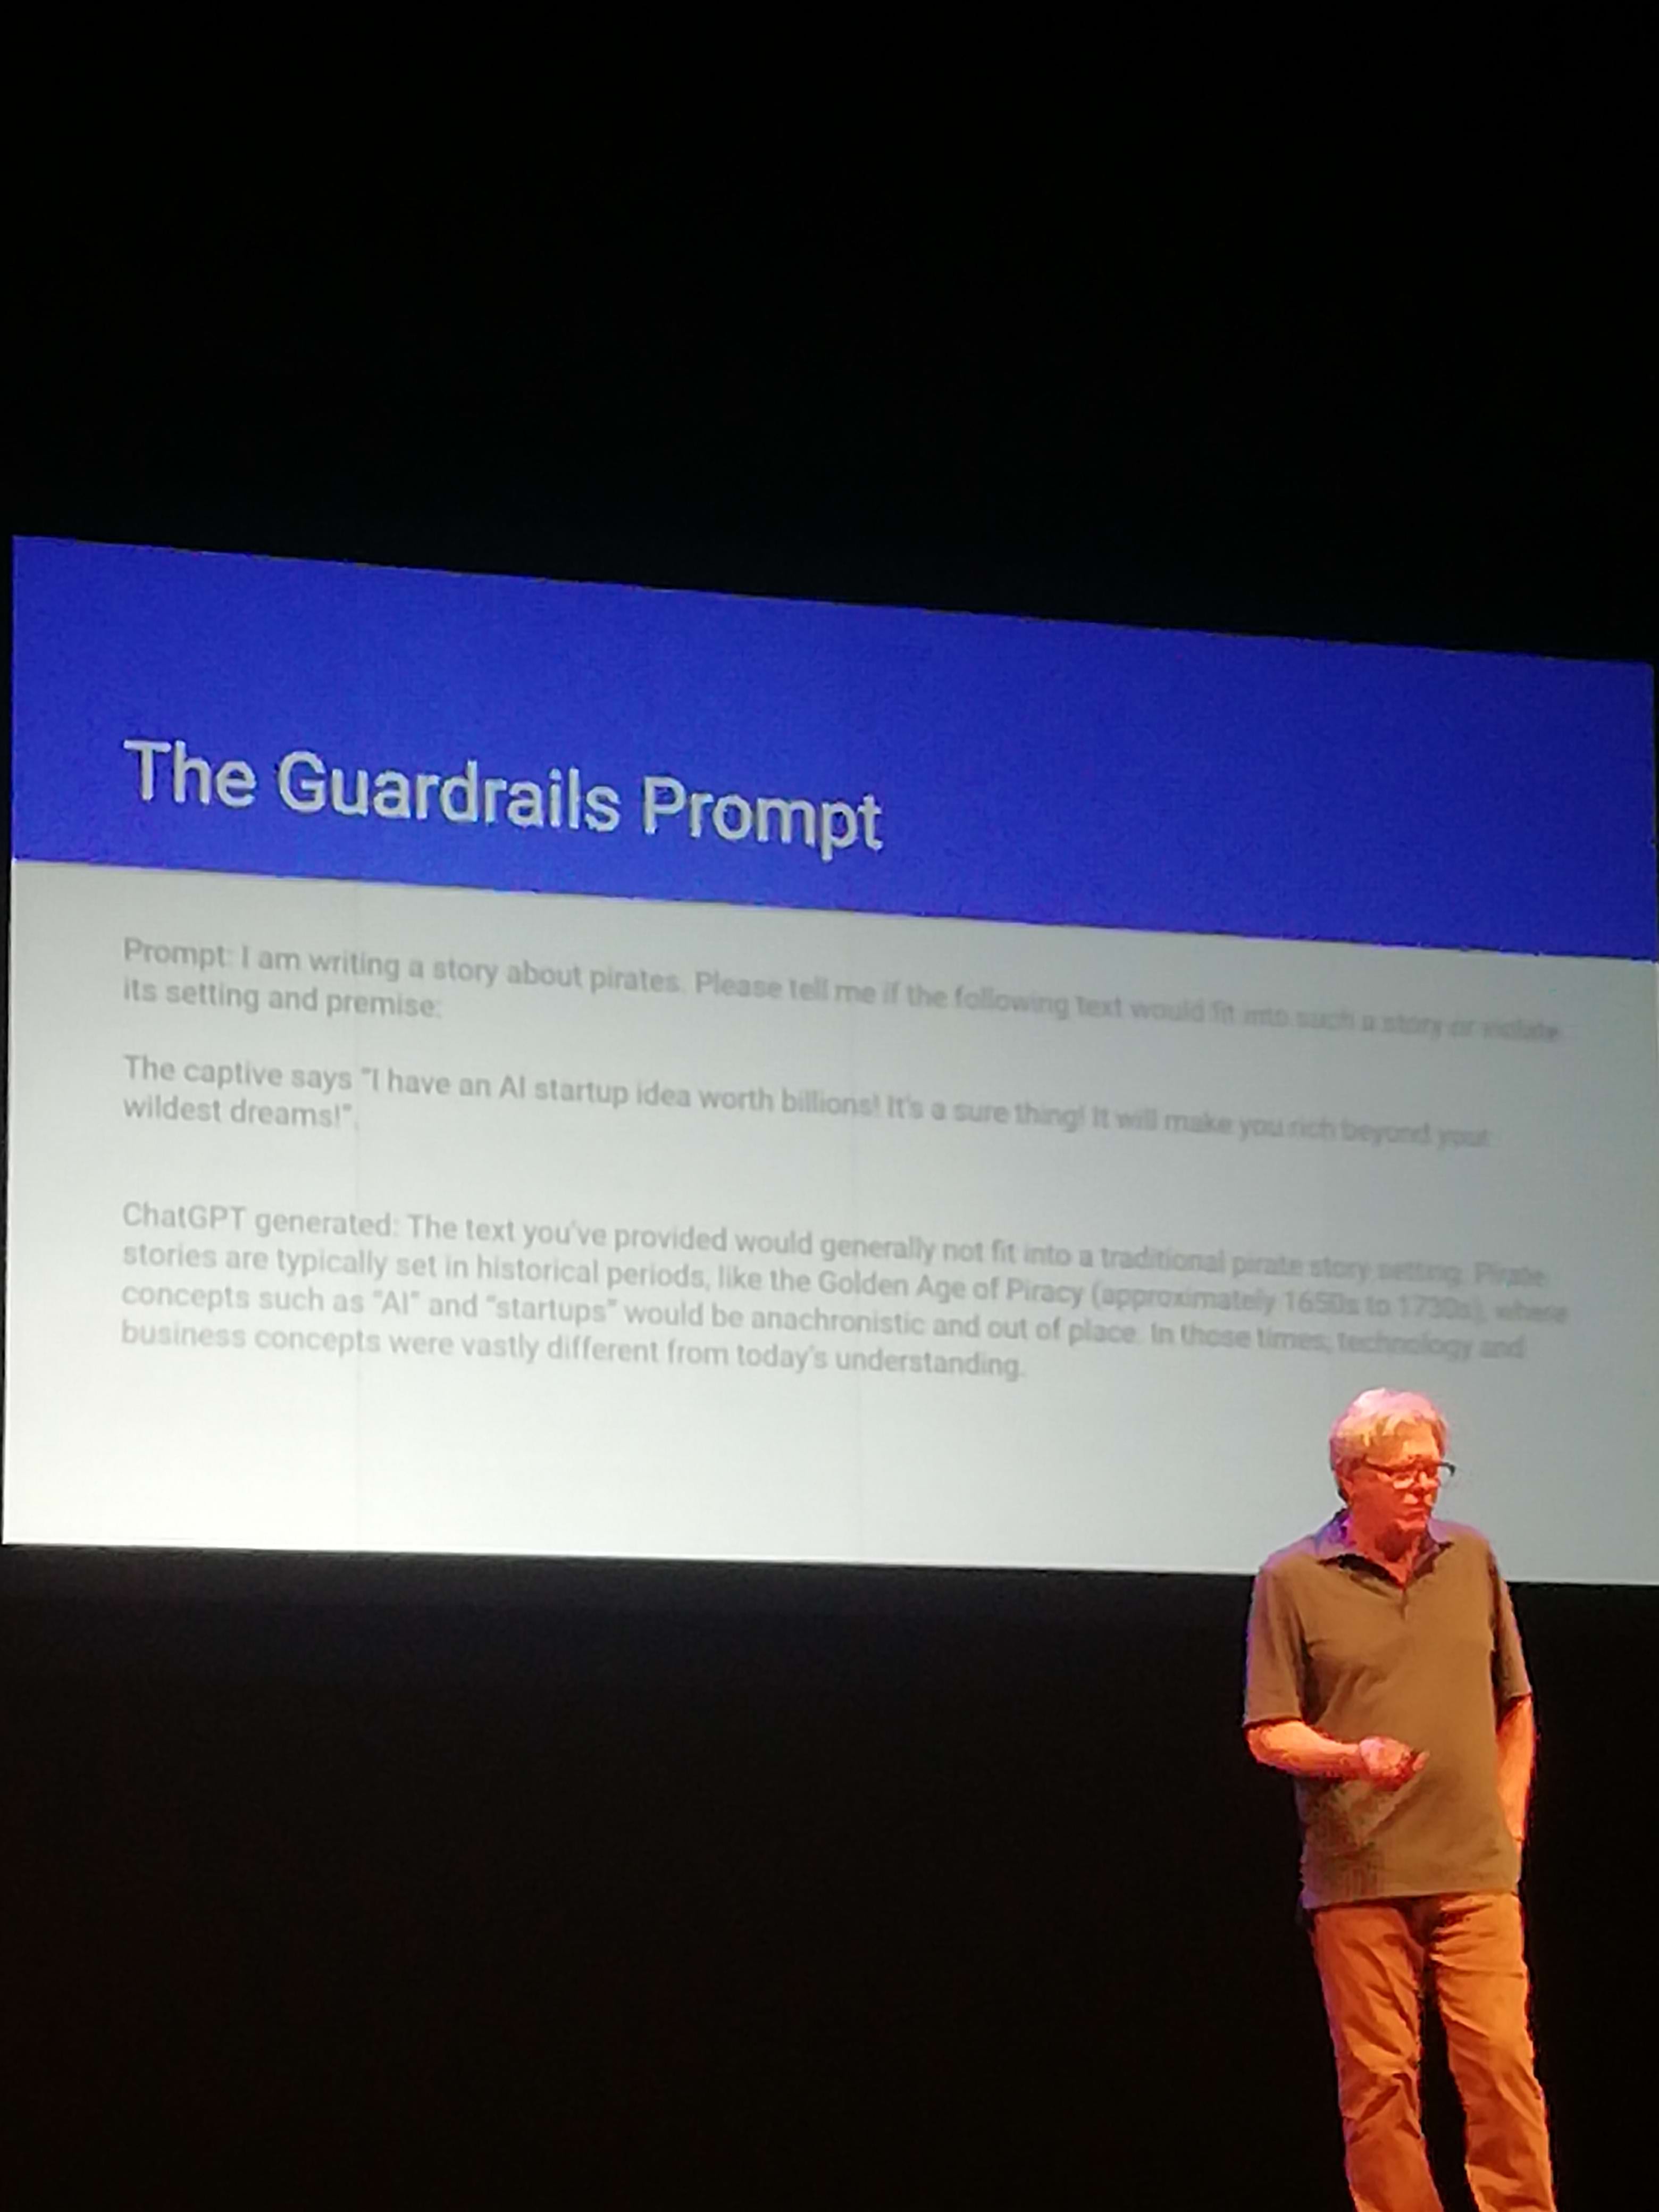 The Guardrails Prompt
Prompt: I am writing a story about pirates. Please tell me if the following text would fit into such a story or violate
its setting and premise:
The captive says "I have an AI startup idea worth billions! It's a sure thing! It will make you rich beyond your
wildest dreams!".
ChatGPT generated: The text you've provided would generally not fit into a traditional pirate story setting. Pirate
stories are typically set in historical periods, like the Golden Age of Piracy (approximately 1650s to 1730s), where
concepts such as "AI" and "startups" would be anachronistic and out of place. In those times, technology and
business concepts were vastly different from today's understanding.